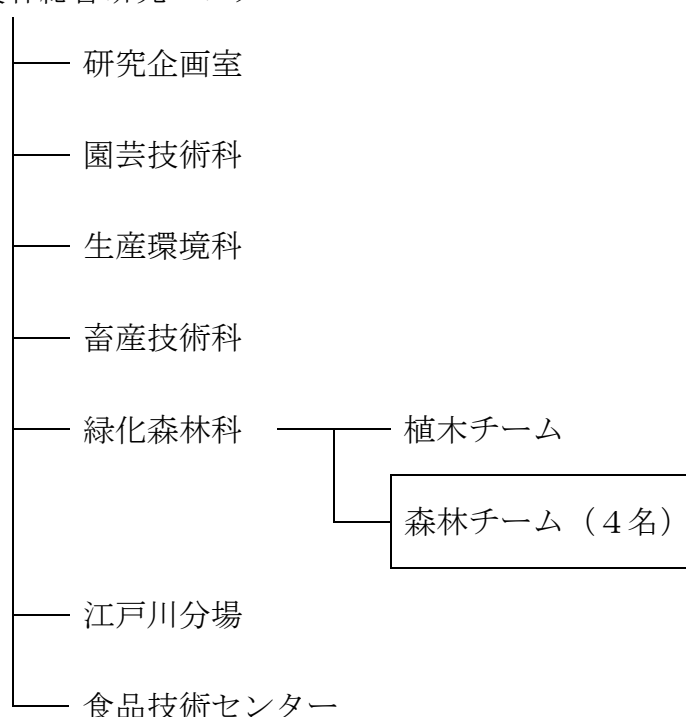 研究企画室
園芸技術科
生産環境科
畜産技術科
緑化森林科 植木チーム
森林チーム（４名）
江戸川分場
食品技術センター